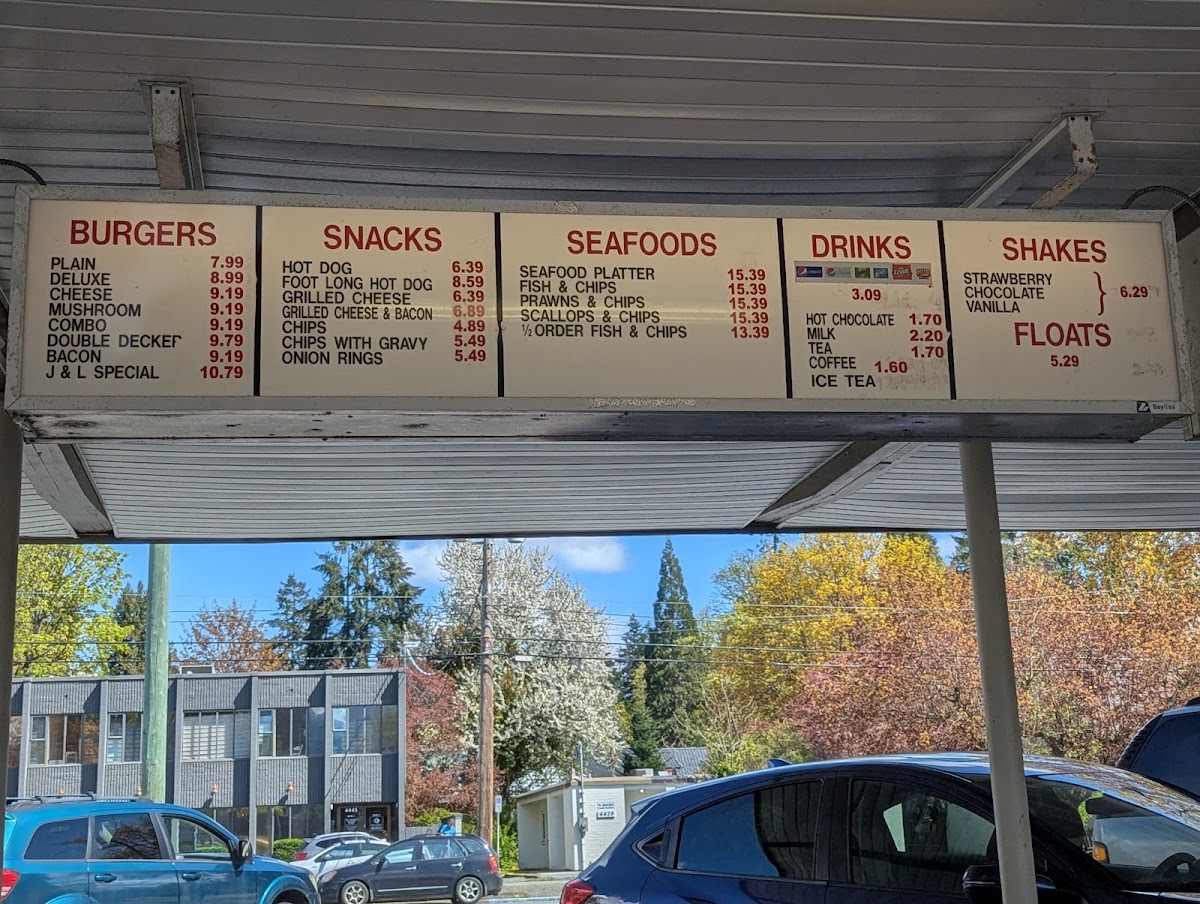 BURGERS
PLAIN 7.99
DELUXE 8.99
CHEESE 9.19
MUSHROOM 9.19
COMBO 9.19
DOUBLE DECKER 9.79
BACON 9.19
J & L SPECIAL 10.79
SNACKS
HOT DOG 6.39
FOOT LONG HOT DOG 8.59
GRILLED CHEESE 6.39
GRILLED CHEESE & BACON 6.89
CHIPS 4.89
CHIPS WITH GRAVY 5.49
ONION RINGS 5.49
SEAFOODS
SEAFOOD PLATTER 15.39
FISH & CHIPS 15.39
PRAWNS & CHIPS 15.39
SCALLOPS & CHIPS 15.39
½ ORDER FISH & CHIPS 13.39
DRINKS
3.09
HOT CHOCOLATE 1.70
MILK 2.20
TEA 1.70
COFFEE 1.60
ICE TEA
SHAKES
STRAWBERRY
CHOCOLATE 6.29
VANILLA
FLOATS
5.29
4445